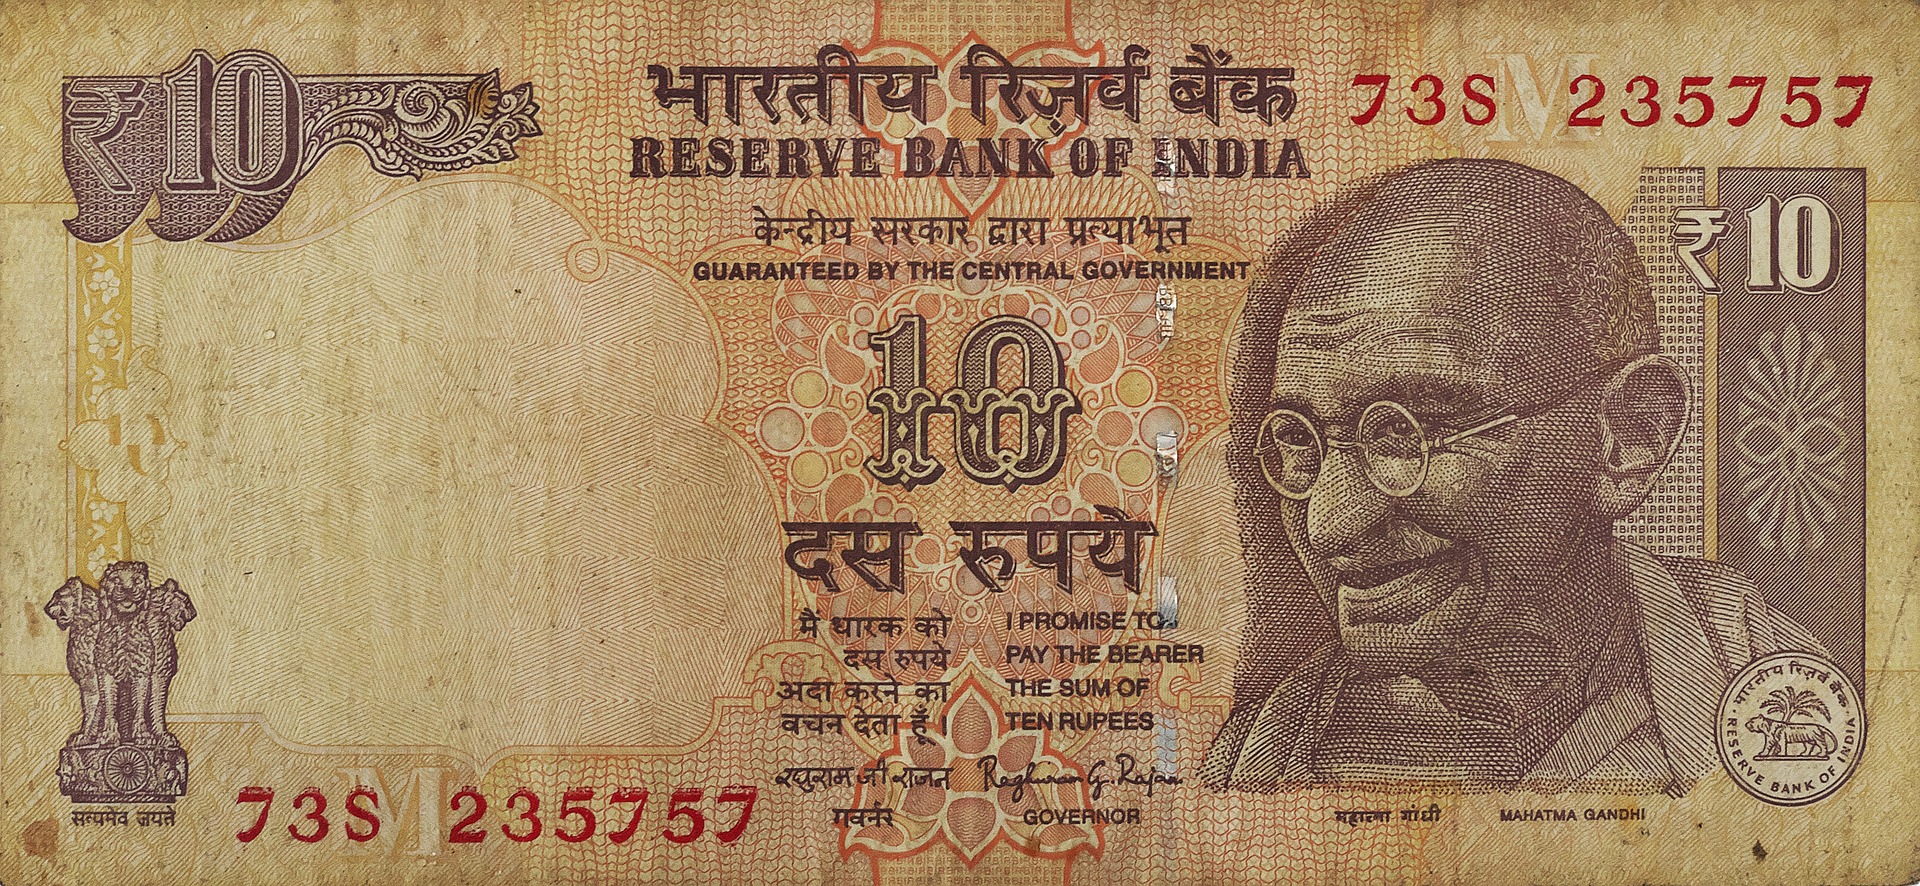 ₹10
भारतीय रिज़र्व बैंक
RESERVE BANK OF INDIA
73S 235757
केन्द्रीय सरकार द्वारा प्रत्याभूत
GUARANTEED BY THE CENTRAL GOVERNMENT
₹10
10
दस रुपये
मैं धारक को
दस रुपये
अदा करने का
वचन देता हूँ।
I PROMISE TO
PAY THE BEARER
THE SUM OF
TEN RUPEES
रघुराम जी राजन
Raghuram G. Rajan
गवर्नर
GOVERNOR
सत्यमेव जयते
73S 235757
M
महात्मा गांधी
MAHATMA GANDHI
भारतीय रिज़र्व बैंक
RESERVE BANK OF INDIA